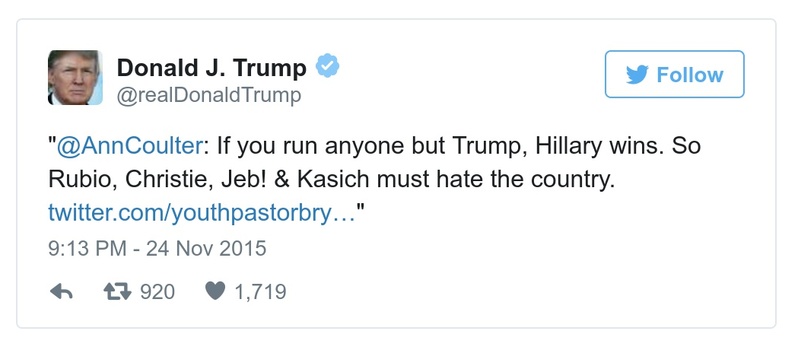 Donald J. Trump
@realDonaldTrump
Follow
"@AnnCoulter: If you run anyone but Trump, Hillary wins. So
Rubio, Christie, Jeb! & Kasich must hate the country.
twitter.com/youthpastorbry…"
9:13 PM - 24 Nov 2015
920 1,719